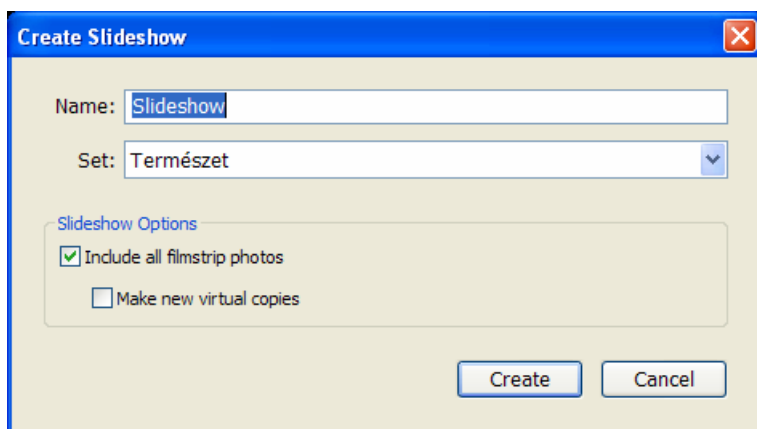 Create Slideshow
Name: Slideshow
Set: Természet
Slideshow Options
Include all filmstrip photos
Make new virtual copies
Create Cancel